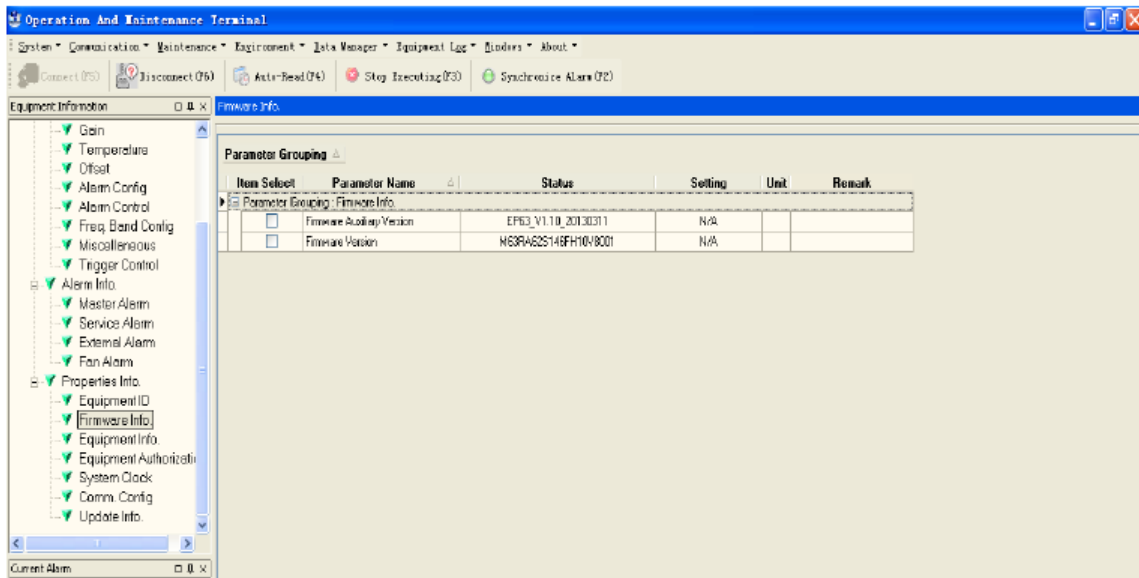 Operation And Maintenance Terminal
System Communication Maintenance Environment Data Manager Equipment Log Windows About
Connect(F5) Disconnect(F6) Auto-Read(F4) Stop Executing(F3) Synchronize Alarm(F2)
Equipment Information
Firmware Info.
Gain
Temperature
Offset
Alarm Config
Alarm Control
Freq. Band Config
Miscellaneous
Trigger Control
Alarm Info.
Master Alarm
Service Alarm
External Alarm
Fan Alarm
Properties Info.
Equipment ID
Firmware Info.
Equipment Info.
Equipment Authorizati
System Clock
Comm. Config
Update Info.
Current Alarm
Parameter Grouping
Item Select Parameter Name Status Setting Unit Remark
Parameter Grouping : Firmware Info.
Firmware Auxiliary Version EP63_V1.10_20130311 N/A
Firmware Version N/A